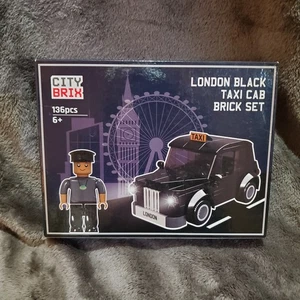 CITY
BRIX
136pcs
6+
LONDON BLACK
TAXI CAB
BRICK SET
TAXI
LONDON